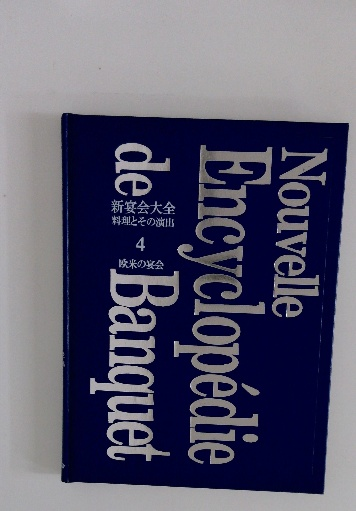 Nouvelle
Encyclopédie
de Banquet
新宴会大全
料理とその演出
4
欧米の宴会